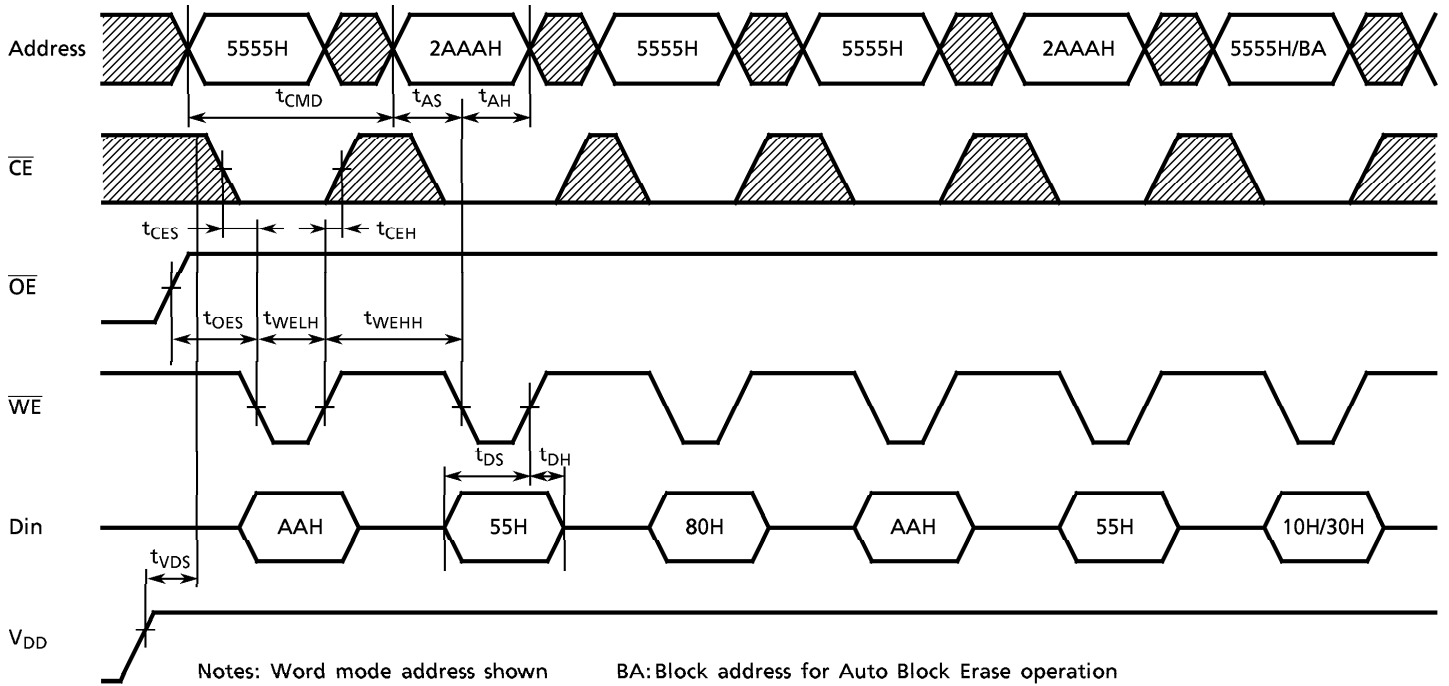 Address 5555H 2AAAH 5555H 5555H 2AAAH 5555H/BA
tCMD tAS tAH
CE
tCES tCEH
OE
tOES tWELH tWEHH
WE
tDS tDH
Din AAH 55H 80H AAH 55H 10H/30H
tVDS
VDD
Notes: Word mode address shown BA: Block address for Auto Block Erase operation